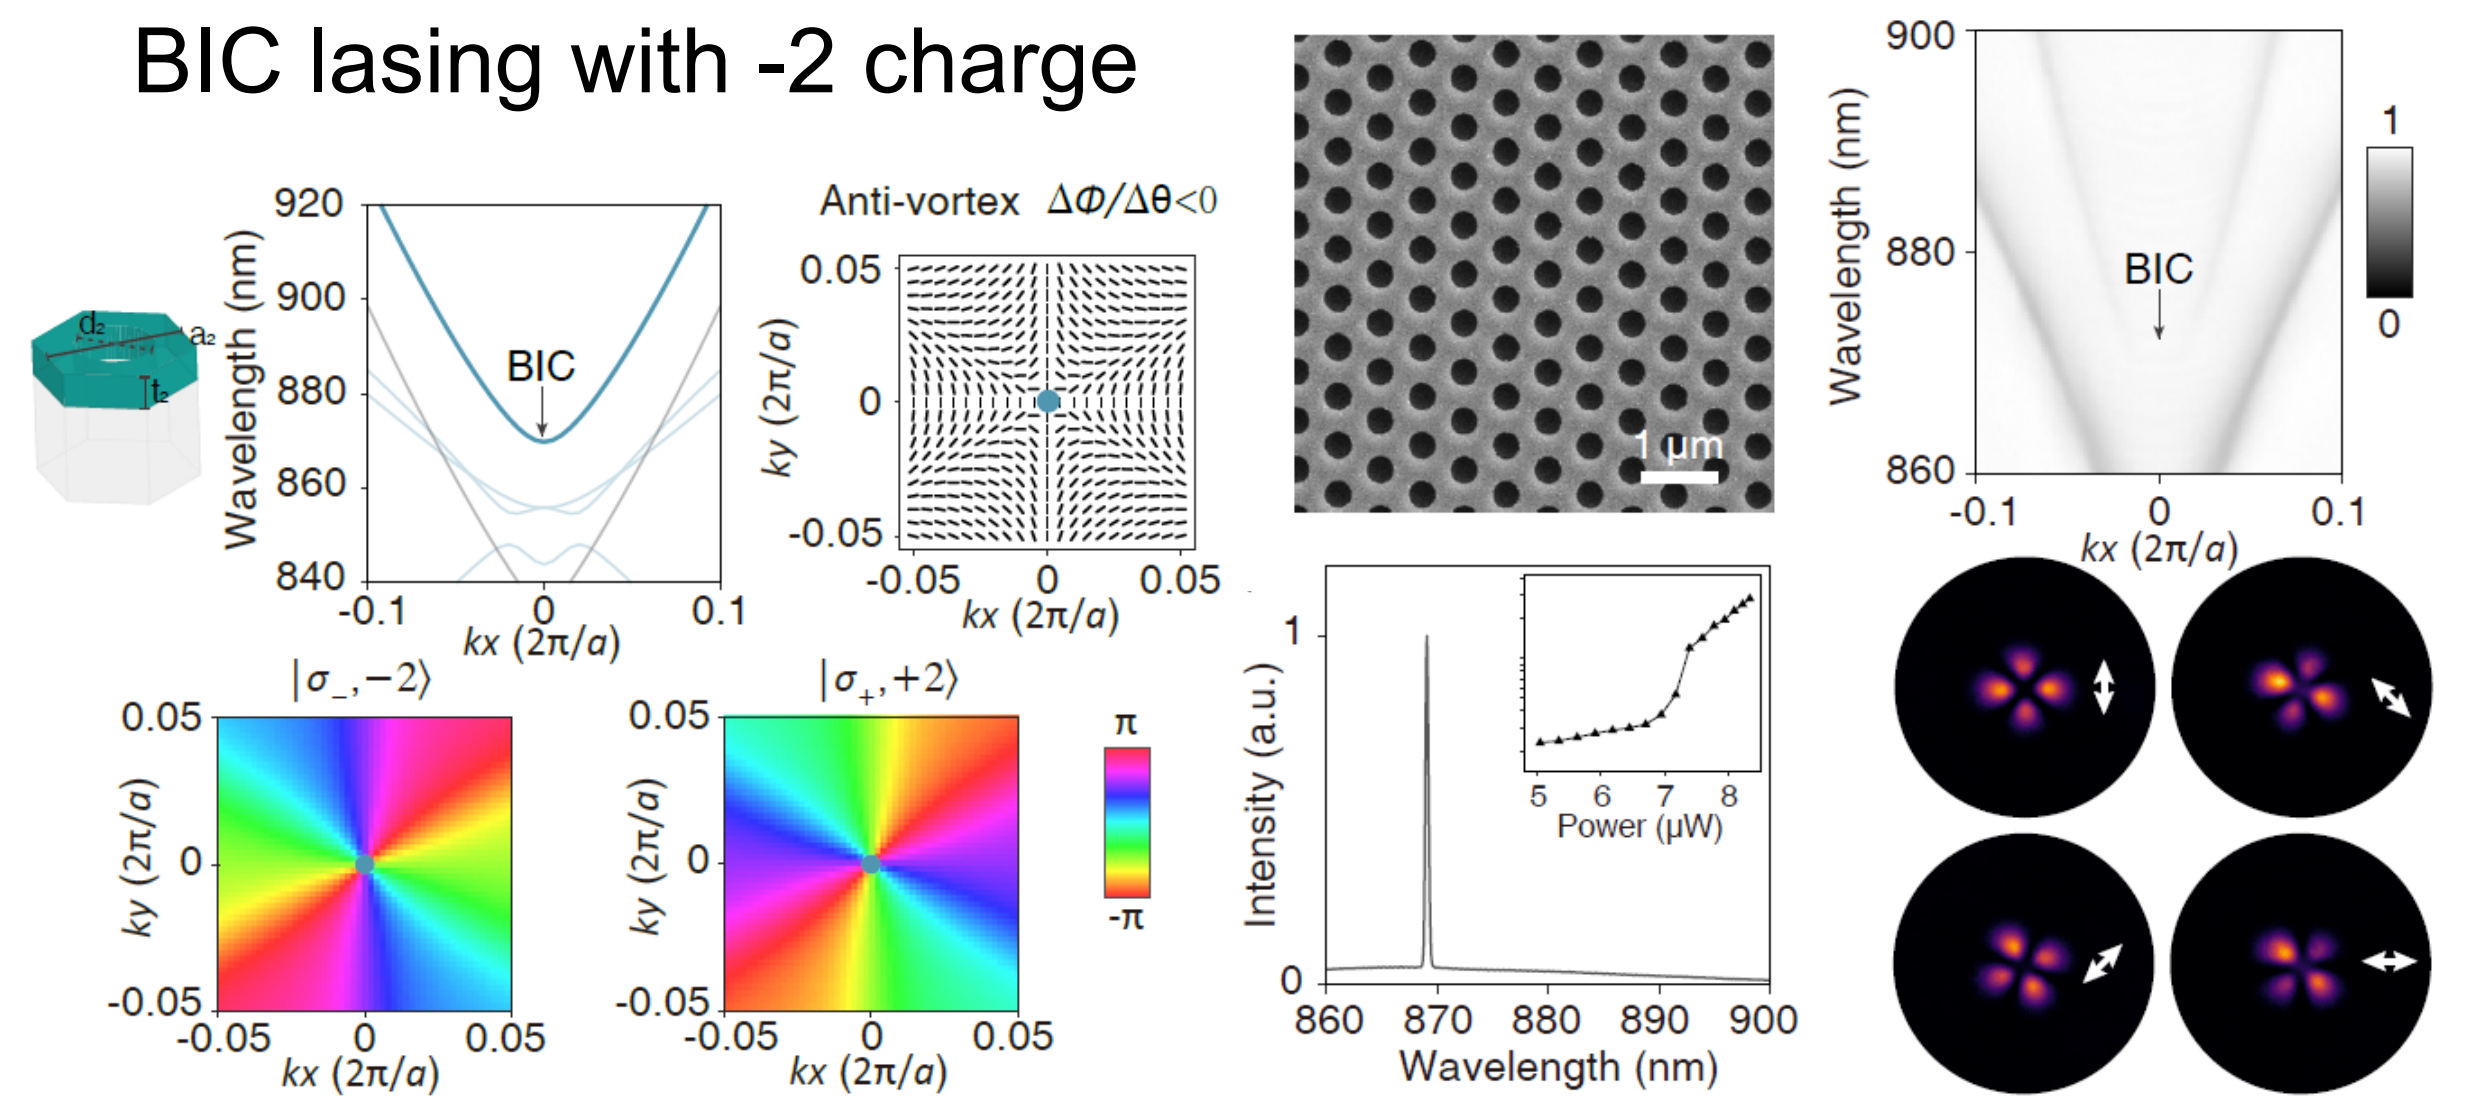 BIC lasing with -2 charge
d₂
a₂
t₂
Wavelength (nm)
920
900
880
860
840
BIC
-0.1
0
0.1
kx (2π/a)
Anti-vortex ΔΦ/Δθ<0
ky (2π/a)
0.05
0
-0.05
-0.05
0
0.05
kx (2π/a)
1 μm
Wavelength (nm)
900
880
860
BIC
-0.1
0
0.1
kx (2π/a)
1
0
|σ₋,−2⟩
ky (2π/a)
0.05
0
-0.05
-0.05
0
0.05
kx (2π/a)
|σ₊,+2⟩
ky (2π/a)
0.05
0
-0.05
-0.05
0
0.05
kx (2π/a)
π
-π
Intensity (a.u.)
1
0
5
6
7
8
Power (μW)
860
870
880
890
900
Wavelength (nm)